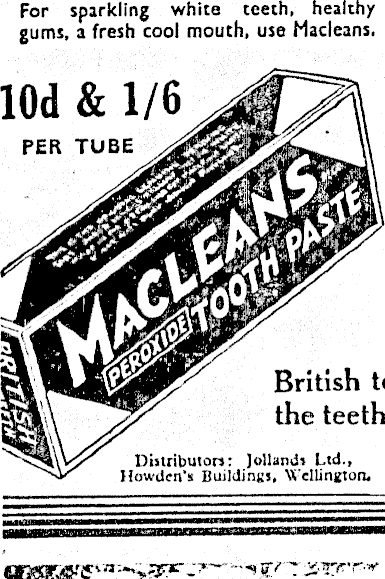 For sparkling white teeth, healthy
gums, a fresh cool mouth, use Macleans.
10d & 1/6
PER TUBE
MACLEANS
PEROXIDE TOOTH PASTE
BRITISH
British t
the teeth
Distributors: Jollands Ltd.,
Howden's Buildings, Wellington.